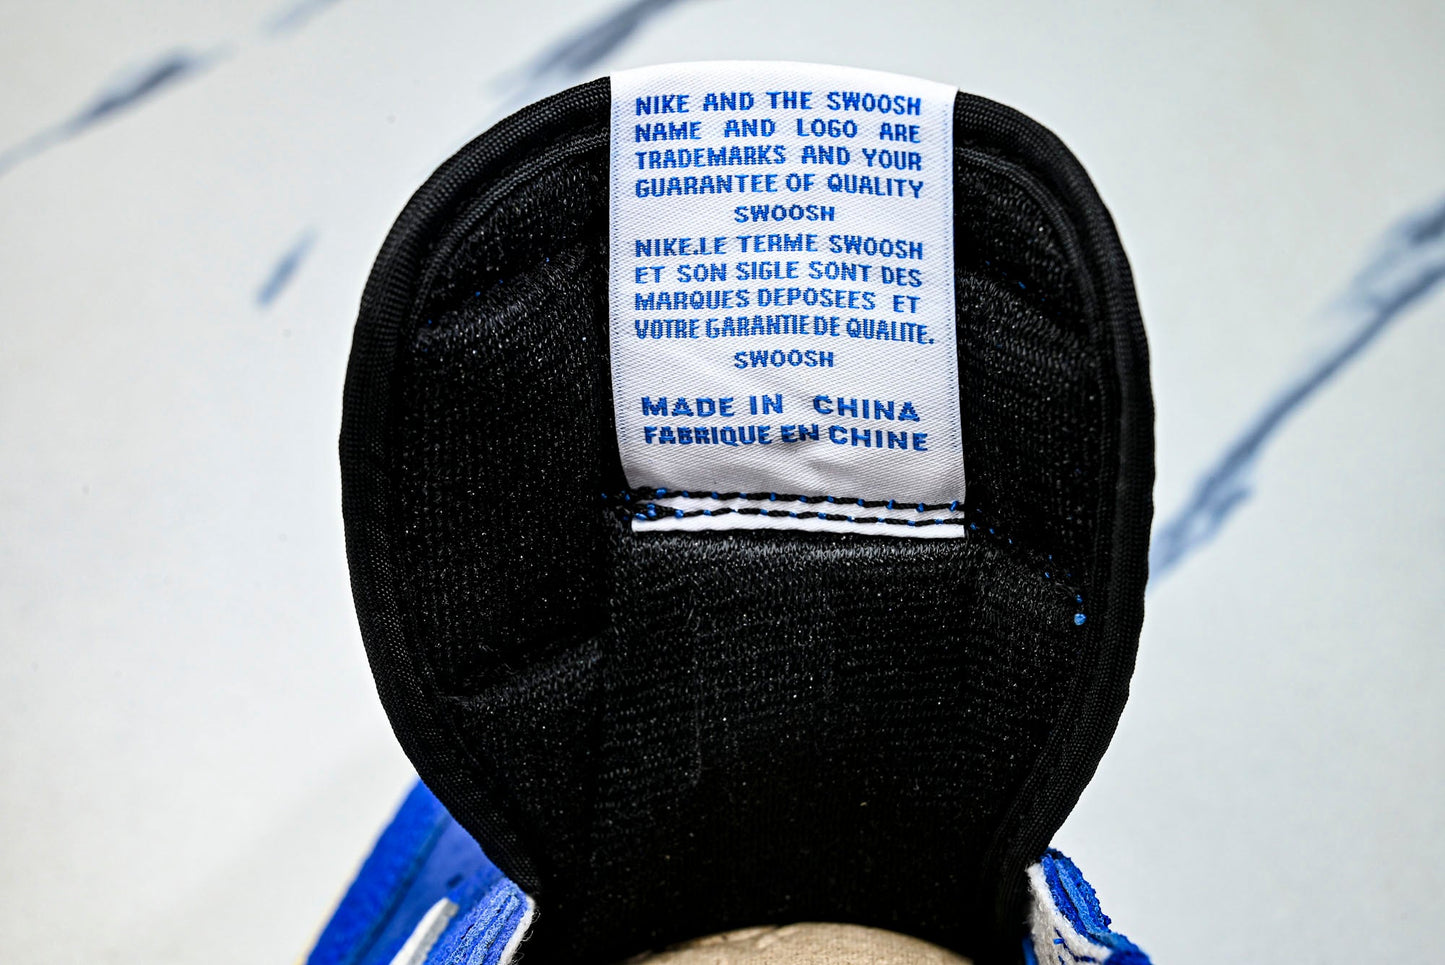 NIKE AND THE SWOOSH
NAME AND LOGO ARE
TRADEMARKS AND YOUR
GUARANTEE OF QUALITY
SWOOSH
NIKE.LE TERME SWOOSH
ET SON SIGLE SONT DES
MARQUES DEPOSEES ET
VOTRE GARANTIE DE QUALITE.
SWOOSH
MADE IN CHINA
FABRIQUE EN CHINE